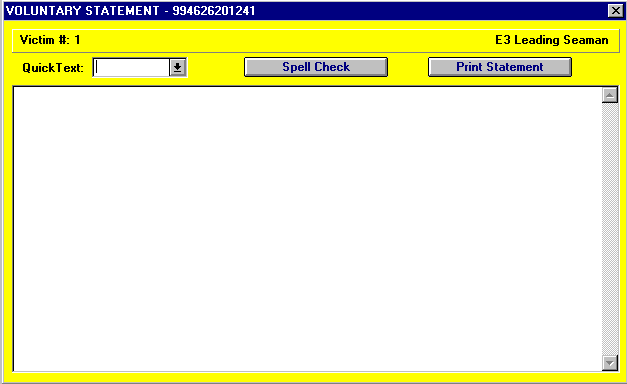 VOLUNTARY STATEMENT - 994626201241
Victim #: 1 E3 Leading Seaman
QuickText: Spell Check Print Statement